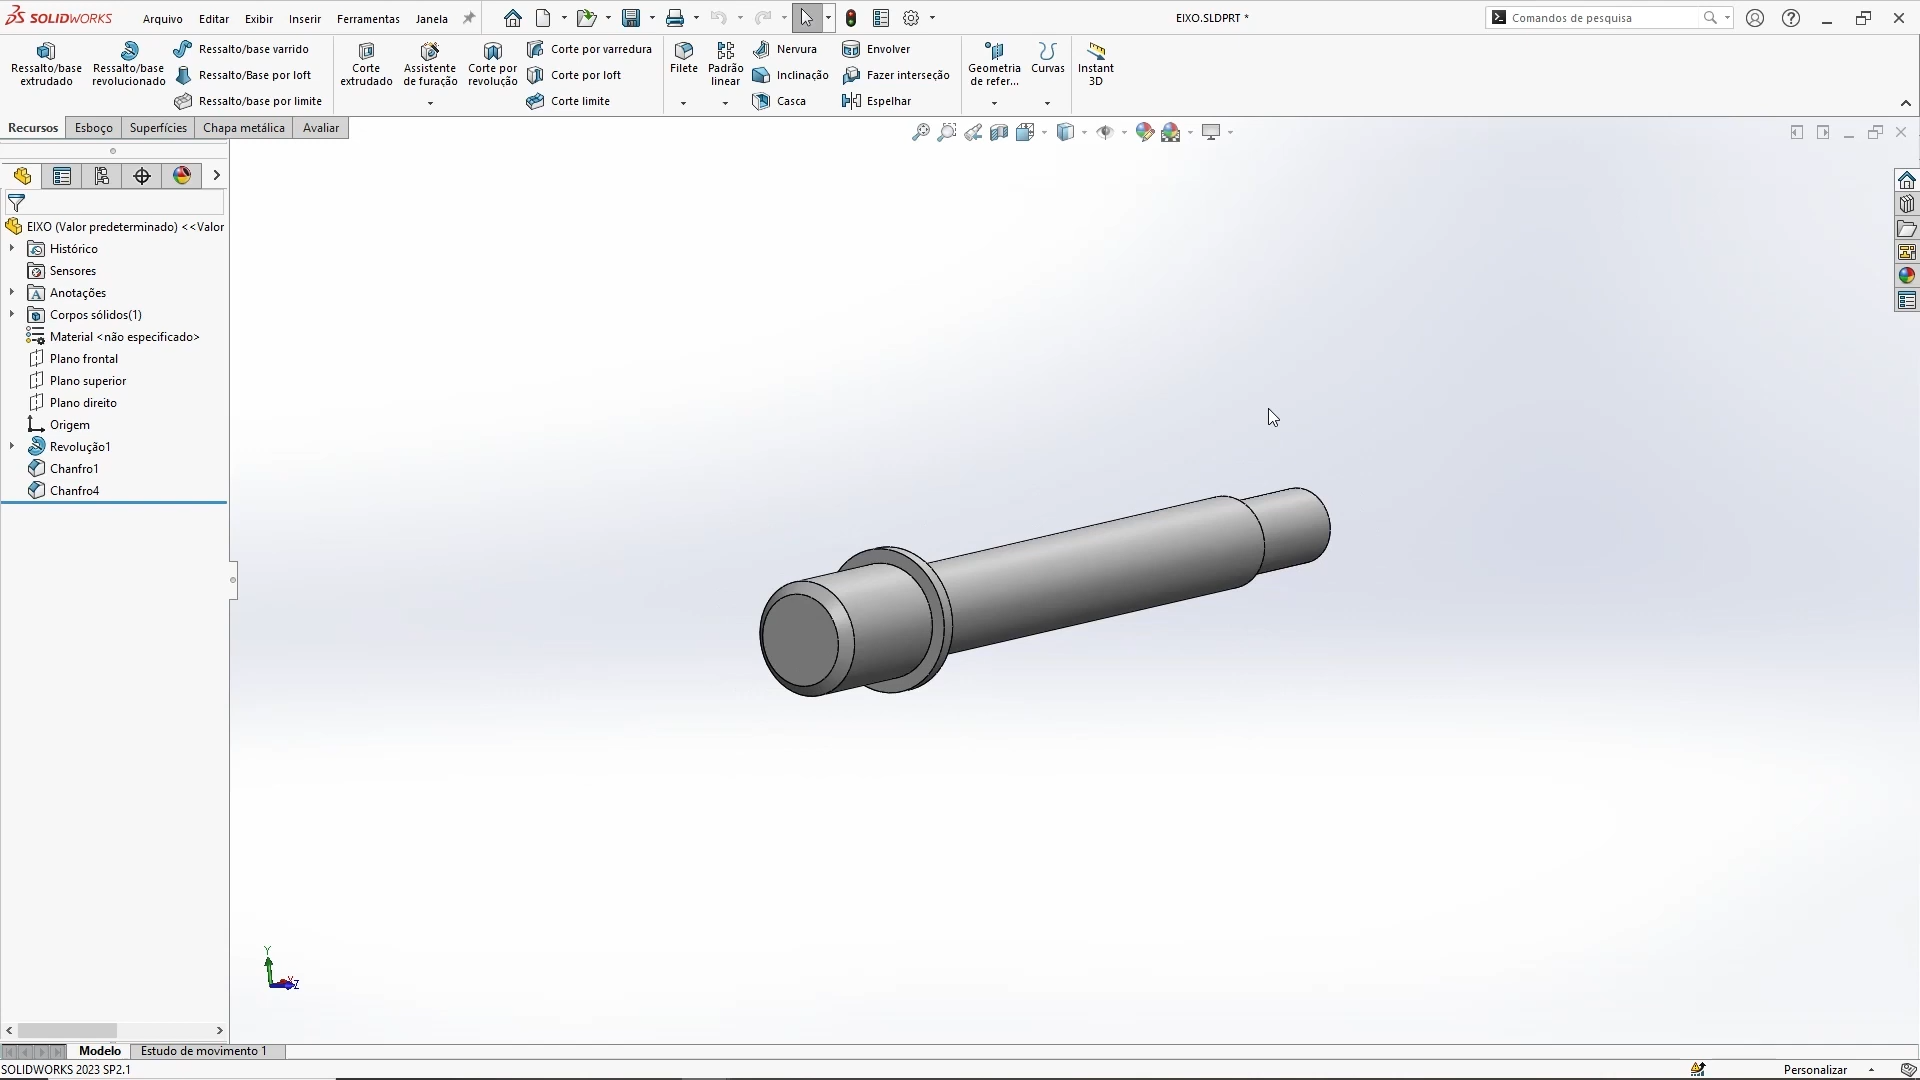 SOLIDWORKS Arquivo Editar Exibir Inserir Ferramentas Janela EIXO.SLDPRT * Comandos de pesquisa
Ressalto/base extrudado
Ressalto/base revolucionado
Ressalto/base varrido
Ressalto/Base por loft
Ressalto/base por limite
Corte extrudado
Assistente de furação
Corte por revolução
Corte por varredura
Corte por loft
Corte limite
Filete
Padrão linear
Nervura
Inclinação
Casca
Envolver
Fazer interseção
Espelhar
Geometria de refer...
Curvas
Instant 3D
Recursos Esboço Superfícies Chapa metálica Avaliar
EIXO (Valor predeterminado) <<Valor
Histórico
Sensores
Anotações
Corpos sólidos(1)
Material <não especificado>
Plano frontal
Plano superior
Plano direito
Origem
Revolução1
Chanfro1
Chanfro4
Y
X
Z
Modelo Estudo de movimento 1
SOLIDWORKS 2023 SP2.1 Personalizar